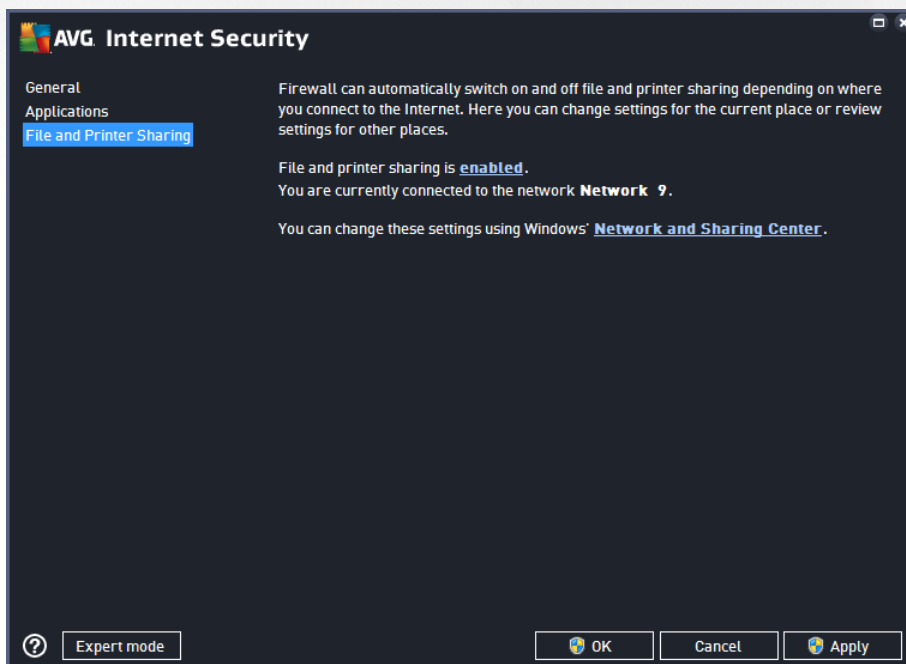 AVG. Internet Security
General
Applications
File and Printer Sharing
Firewall can automatically switch on and off file and printer sharing depending on where
you connect to the Internet. Here you can change settings for the current place or review
settings for other places.
File and printer sharing is enabled.
You are currently connected to the network Network 9.
You can change these settings using Windows' Network and Sharing Center.
? Expert mode
OK
Cancel
Apply